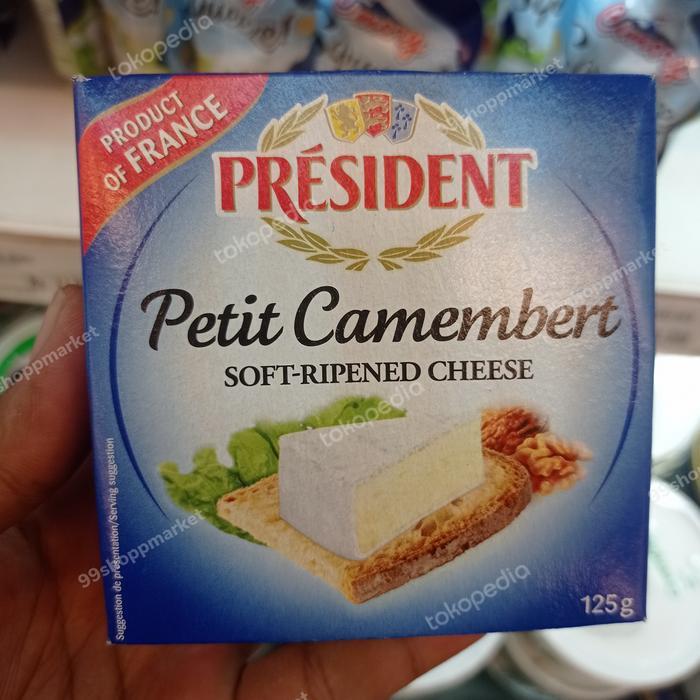 PRODUCT
OF FRANCE
PRÉSIDENT
Petit Camembert
SOFT-RIPENED CHEESE
Suggestion de présentation/Serving suggestion
125g
tokopedia
99shoppmarket
tokopedia
99shoppmarket
tokopedia
99shoppmarket
tokopedia